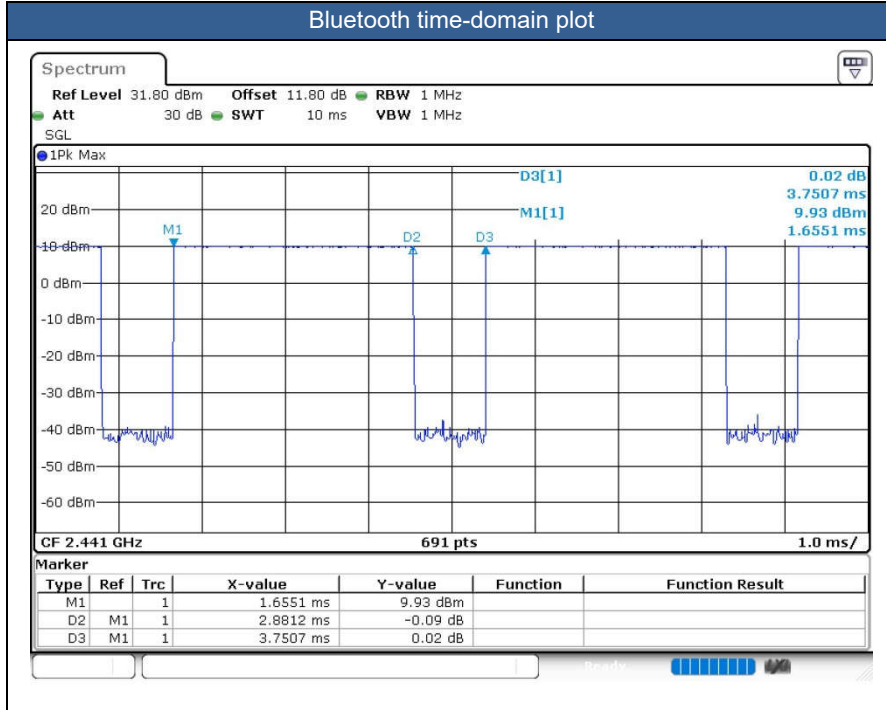 Bluetooth time-domain plot
Spectrum
Ref Level 31.80 dBm Offset 11.80 dB RBW 1 MHz
Att 30 dB SWT 10 ms VBW 1 MHz
SGL
1Pk Max
D3[1] 0.02 dB
3.7507 ms
20 dBm
M1[1] 9.93 dBm
1.6551 ms
M1
D2
D3
10 dBm
0 dBm
-10 dBm
-20 dBm
-30 dBm
-40 dBm
-50 dBm
-60 dBm
CF 2.441 GHz 691 pts 1.0 ms/
Marker
Type Ref Trc X-value Y-value Function Function Result
M1 1 1.6551 ms 9.93 dBm
D2 M1 1 2.8812 ms -0.09 dB
D3 M1 1 3.7507 ms 0.02 dB
Ready